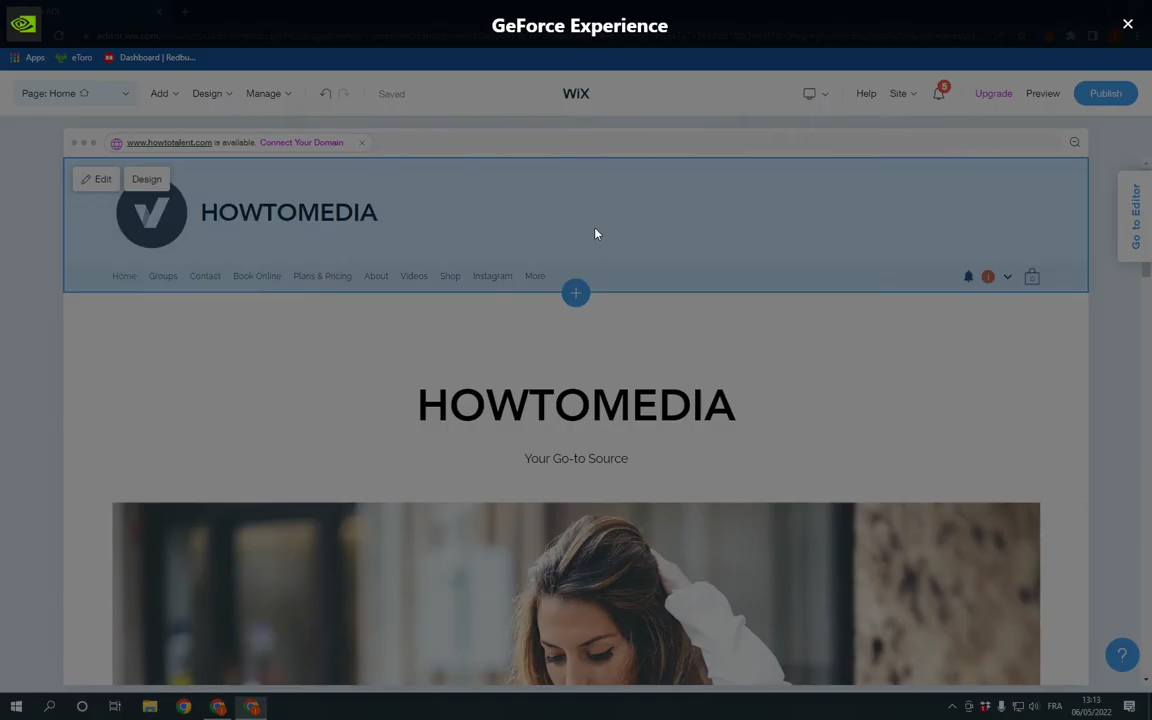 GeForce Experience
Apps
eToro
Dashboard | Redbu...
Page: Home
Add
Design
Manage
Saved
WiX
Help
Site
5
Upgrade
Preview
Publish
www.howtotalent.com is available. Connect Your Domain
Edit
Design
HOWTOMEDIA
Go to Editor
Home
Groups
Contact
Book Online
Plans & Pricing
About
Videos
Shop
Instagram
More
HOWTOMEDIA
Your Go-to Source
13:13
FRA
06/05/2022